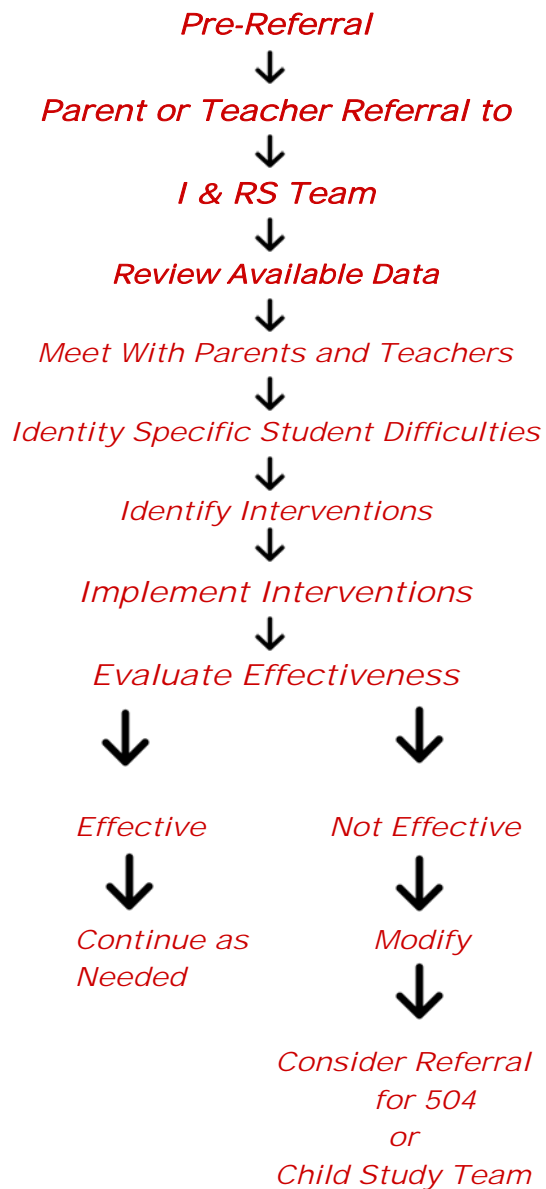 Pre-Referral
Parent or Teacher Referral to
I & RS Team
Review Available Data
Meet With Parents and Teachers
Identity Specific Student Difficulties
Identify Interventions
Implement Interventions
Evaluate Effectiveness
Effective
Not Effective
Continue as
Needed
Modify
Consider Referral
for 504
or
Child Study Team